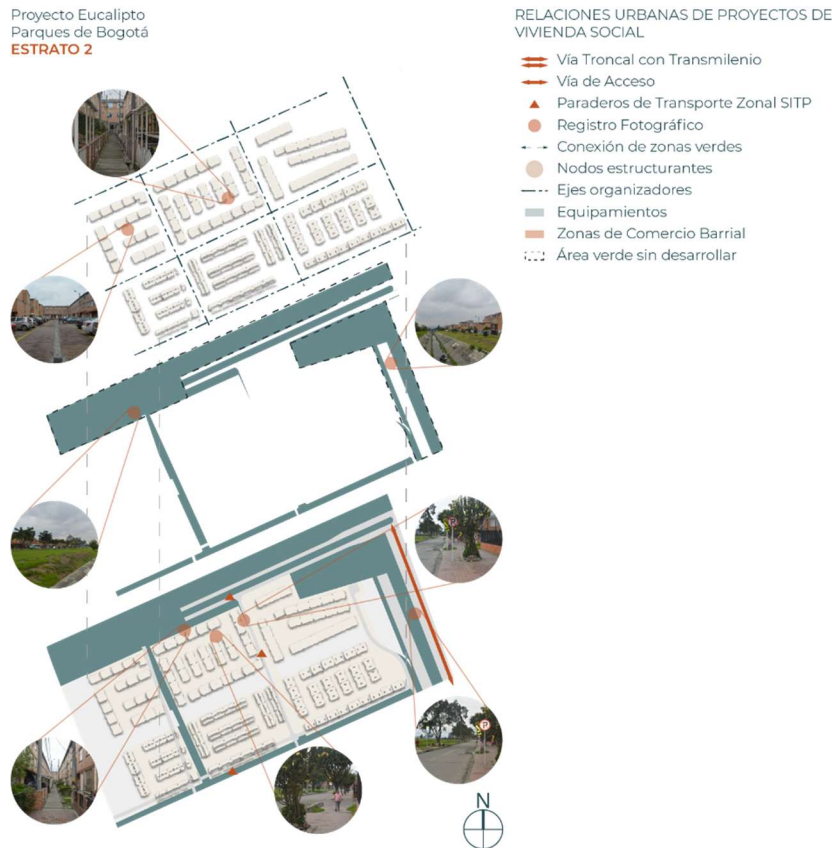 Proyecto Eucalipto
Parques de Bogotá
ESTRATO 2
RELACIONES URBANAS DE PROYECTOS DE
VIVIENDA SOCIAL
Vía Troncal con Transmilenio
Vía de Acceso
Paraderos de Transporte Zonal SITP
Registro Fotográfico
Conexión de zonas verdes
Nodos estructurantes
Ejes organizadores
Equipamientos
Zonas de Comercio Barrial
Área verde sin desarrollar
N